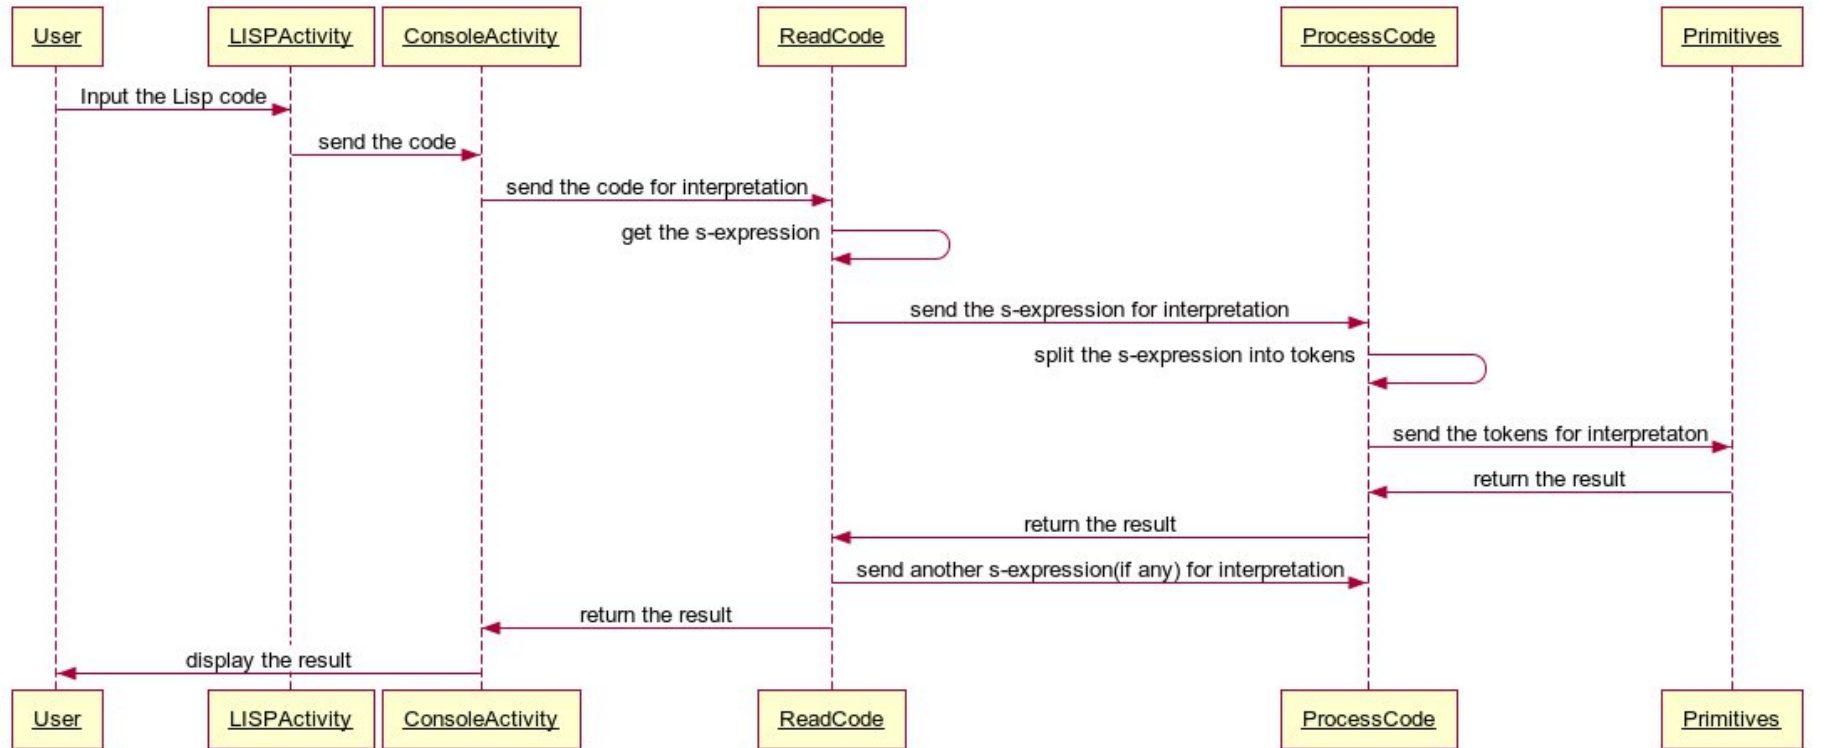 User
LISPActivity
ConsoleActivity
ReadCode
ProcessCode
Primitives
Input the Lisp code
send the code
send the code for interpretation
get the s-expression
send the s-expression for interpretation
split the s-expression into tokens
send the tokens for interpretaton
return the result
return the result
send another s-expression(if any) for interpretation
return the result
display the result
User
LISPActivity
ConsoleActivity
ReadCode
ProcessCode
Primitives